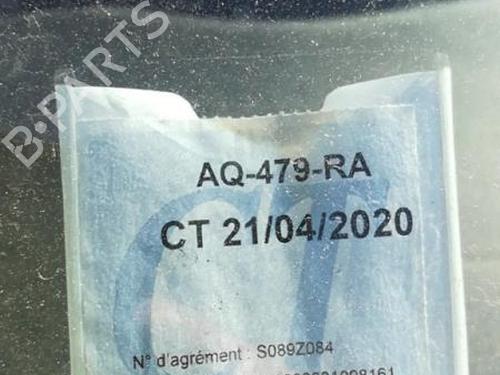 B-PARTS
AQ-479-RA
CT 21/04/2020
N° d'agrément : S089Z084